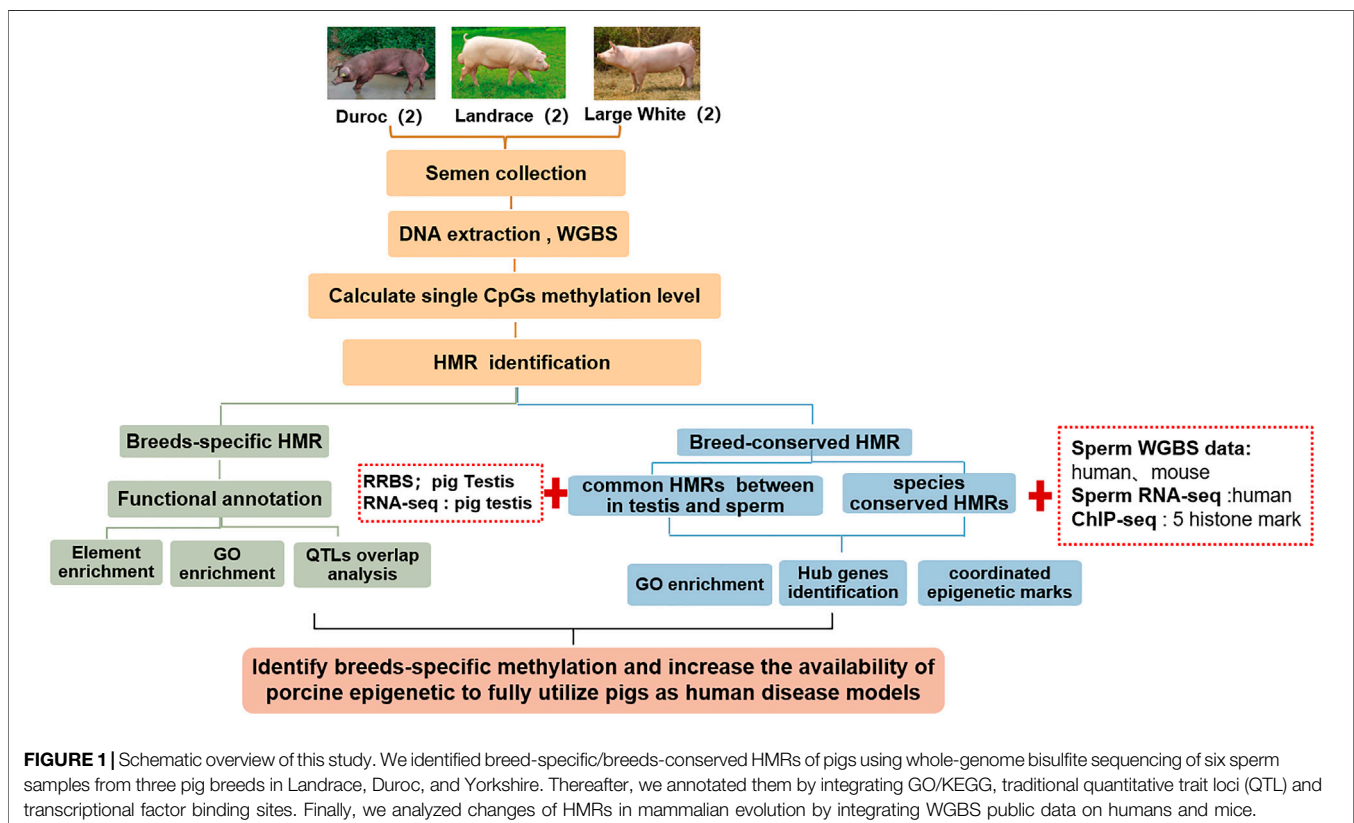 Duroc (2)
Landrace (2)
Large White (2)
Semen collection
DNA extraction , WGBS
Calculate single CpGs methylation level
HMR identification
Breeds-specific HMR
Functional annotation
Element
enrichment
GO
enrichment
QTLs overlap
analysis
Breed-conserved HMR
RRBS；pig Testis
RNA-seq : pig testis
common HMRs between
in testis and sperm
species
conserved HMRs
Sperm WGBS data:
human、mouse
Sperm RNA-seq :human
ChIP-seq : 5 histone mark
GO enrichment
Hub genes
identification
coordinated
epigenetic marks
Identify breeds-specific methylation and increase the availability of
porcine epigenetic to fully utilize pigs as human disease models
FIGURE 1 | Schematic overview of this study. We identified breed-specific/breeds-conserved HMRs of pigs using whole-genome bisulfite sequencing of six sperm
samples from three pig breeds in Landrace, Duroc, and Yorkshire. Thereafter, we annotated them by integrating GO/KEGG, traditional quantitative trait loci (QTL) and
transcriptional factor binding sites. Finally, we analyzed changes of HMRs in mammalian evolution by integrating WGBS public data on humans and mice.